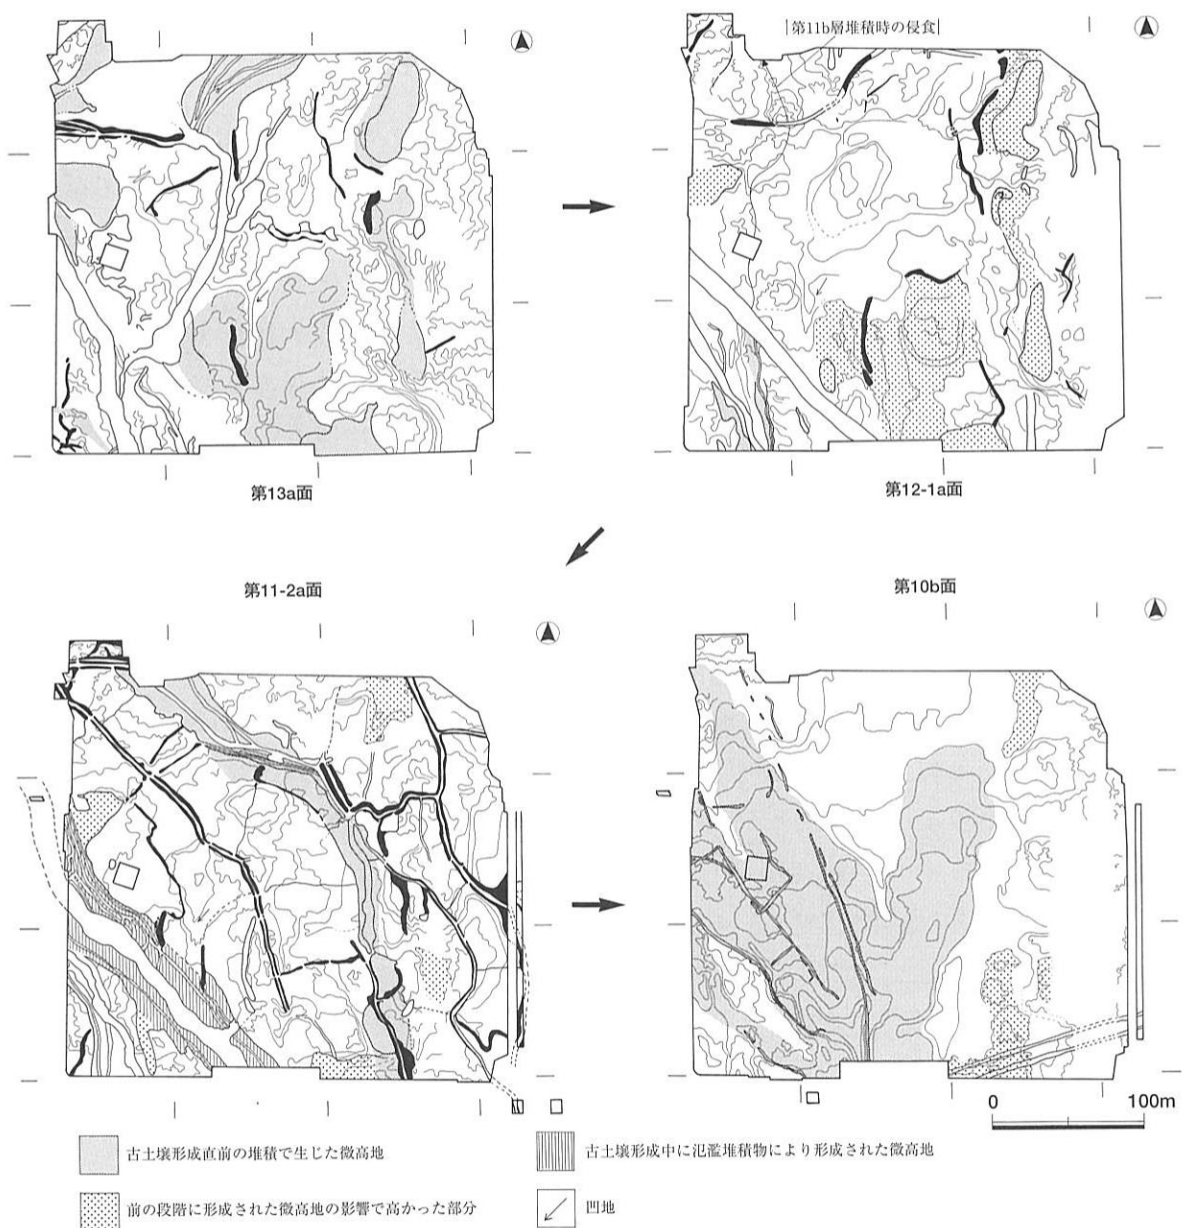 第11b層堆積時の侵食
第13a面
第12-1a面
第11-2a面
第10b面
0 100m
古土壌形成直前の堆積で生じた微高地
古土壌形成中に氾濫堆積物により形成された微高地
前の段階に形成された微高地の影響で高かった部分
凹地